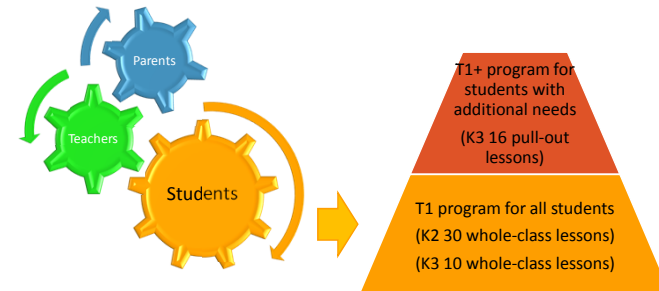 Parents
Teachers
Students
T1+ program for
students with
additional needs
(K3 16 pull-out
lessons)
T1 program for all students
(K2 30 whole-class lessons)
(K3 10 whole-class lessons)